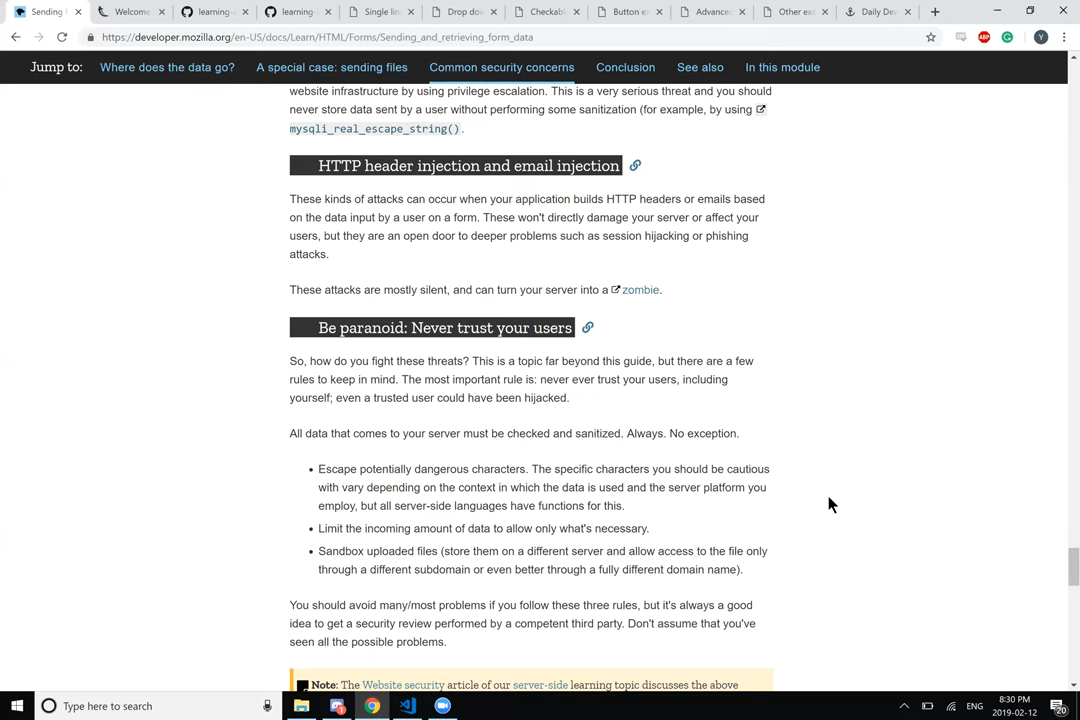 Sending f
Welcome
learning-
learning-
Single lin
Drop dow
Checkabl
Button ex
Advanced
Other exa
Daily Dev
https://developer.mozilla.org/en-US/docs/Learn/HTML/Forms/Sending_and_retrieving_form_data
ABP
G
Y
Jump to: Where does the data go? A special case: sending files Common security concerns Conclusion See also In this module
website infrastructure by using privilege escalation. This is a very serious threat and you should
never store data sent by a user without performing some sanitization (for example, by using
mysqli_real_escape_string().
HTTP header injection and email injection
These kinds of attacks can occur when your application builds HTTP headers or emails based
on the data input by a user on a form. These won't directly damage your server or affect your
users, but they are an open door to deeper problems such as session hijacking or phishing
attacks.
These attacks are mostly silent, and can turn your server into a zombie.
Be paranoid: Never trust your users
So, how do you fight these threats? This is a topic far beyond this guide, but there are a few
rules to keep in mind. The most important rule is: never ever trust your users, including
yourself; even a trusted user could have been hijacked.
All data that comes to your server must be checked and sanitized. Always. No exception.
• Escape potentially dangerous characters. The specific characters you should be cautious
with vary depending on the context in which the data is used and the server platform you
employ, but all server-side languages have functions for this.
• Limit the incoming amount of data to allow only what's necessary.
• Sandbox uploaded files (store them on a different server and allow access to the file only
through a different subdomain or even better through a fully different domain name).
You should avoid many/most problems if you follow these three rules, but it's always a good
idea to get a security review performed by a competent third party. Don't assume that you've
seen all the possible problems.
Note: The Website security article of our server-side learning topic discusses the above
Type here to search
ENG
8:30 PM
2019-02-12
20